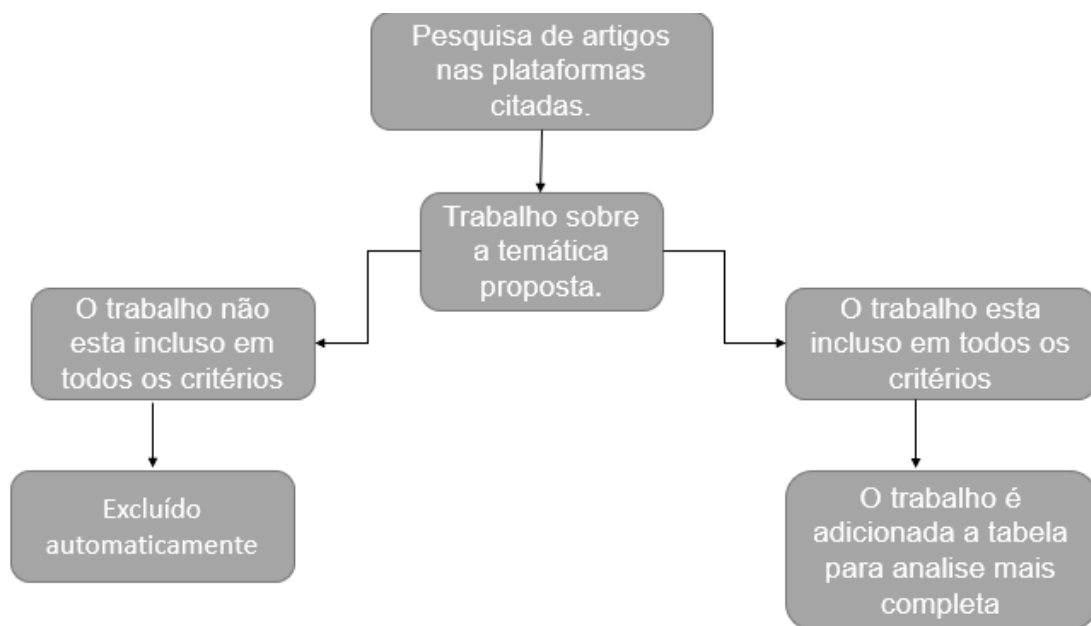 Pesquisa de artigos
nas plataformas
citadas.
Trabalho sobre
a temática
proposta.
O trabalho não
esta incluso em
todos os critérios
O trabalho esta
incluso em todos os
critérios
Excluído
automaticamente
O trabalho é
adicionada a tabela
para analise mais
completa